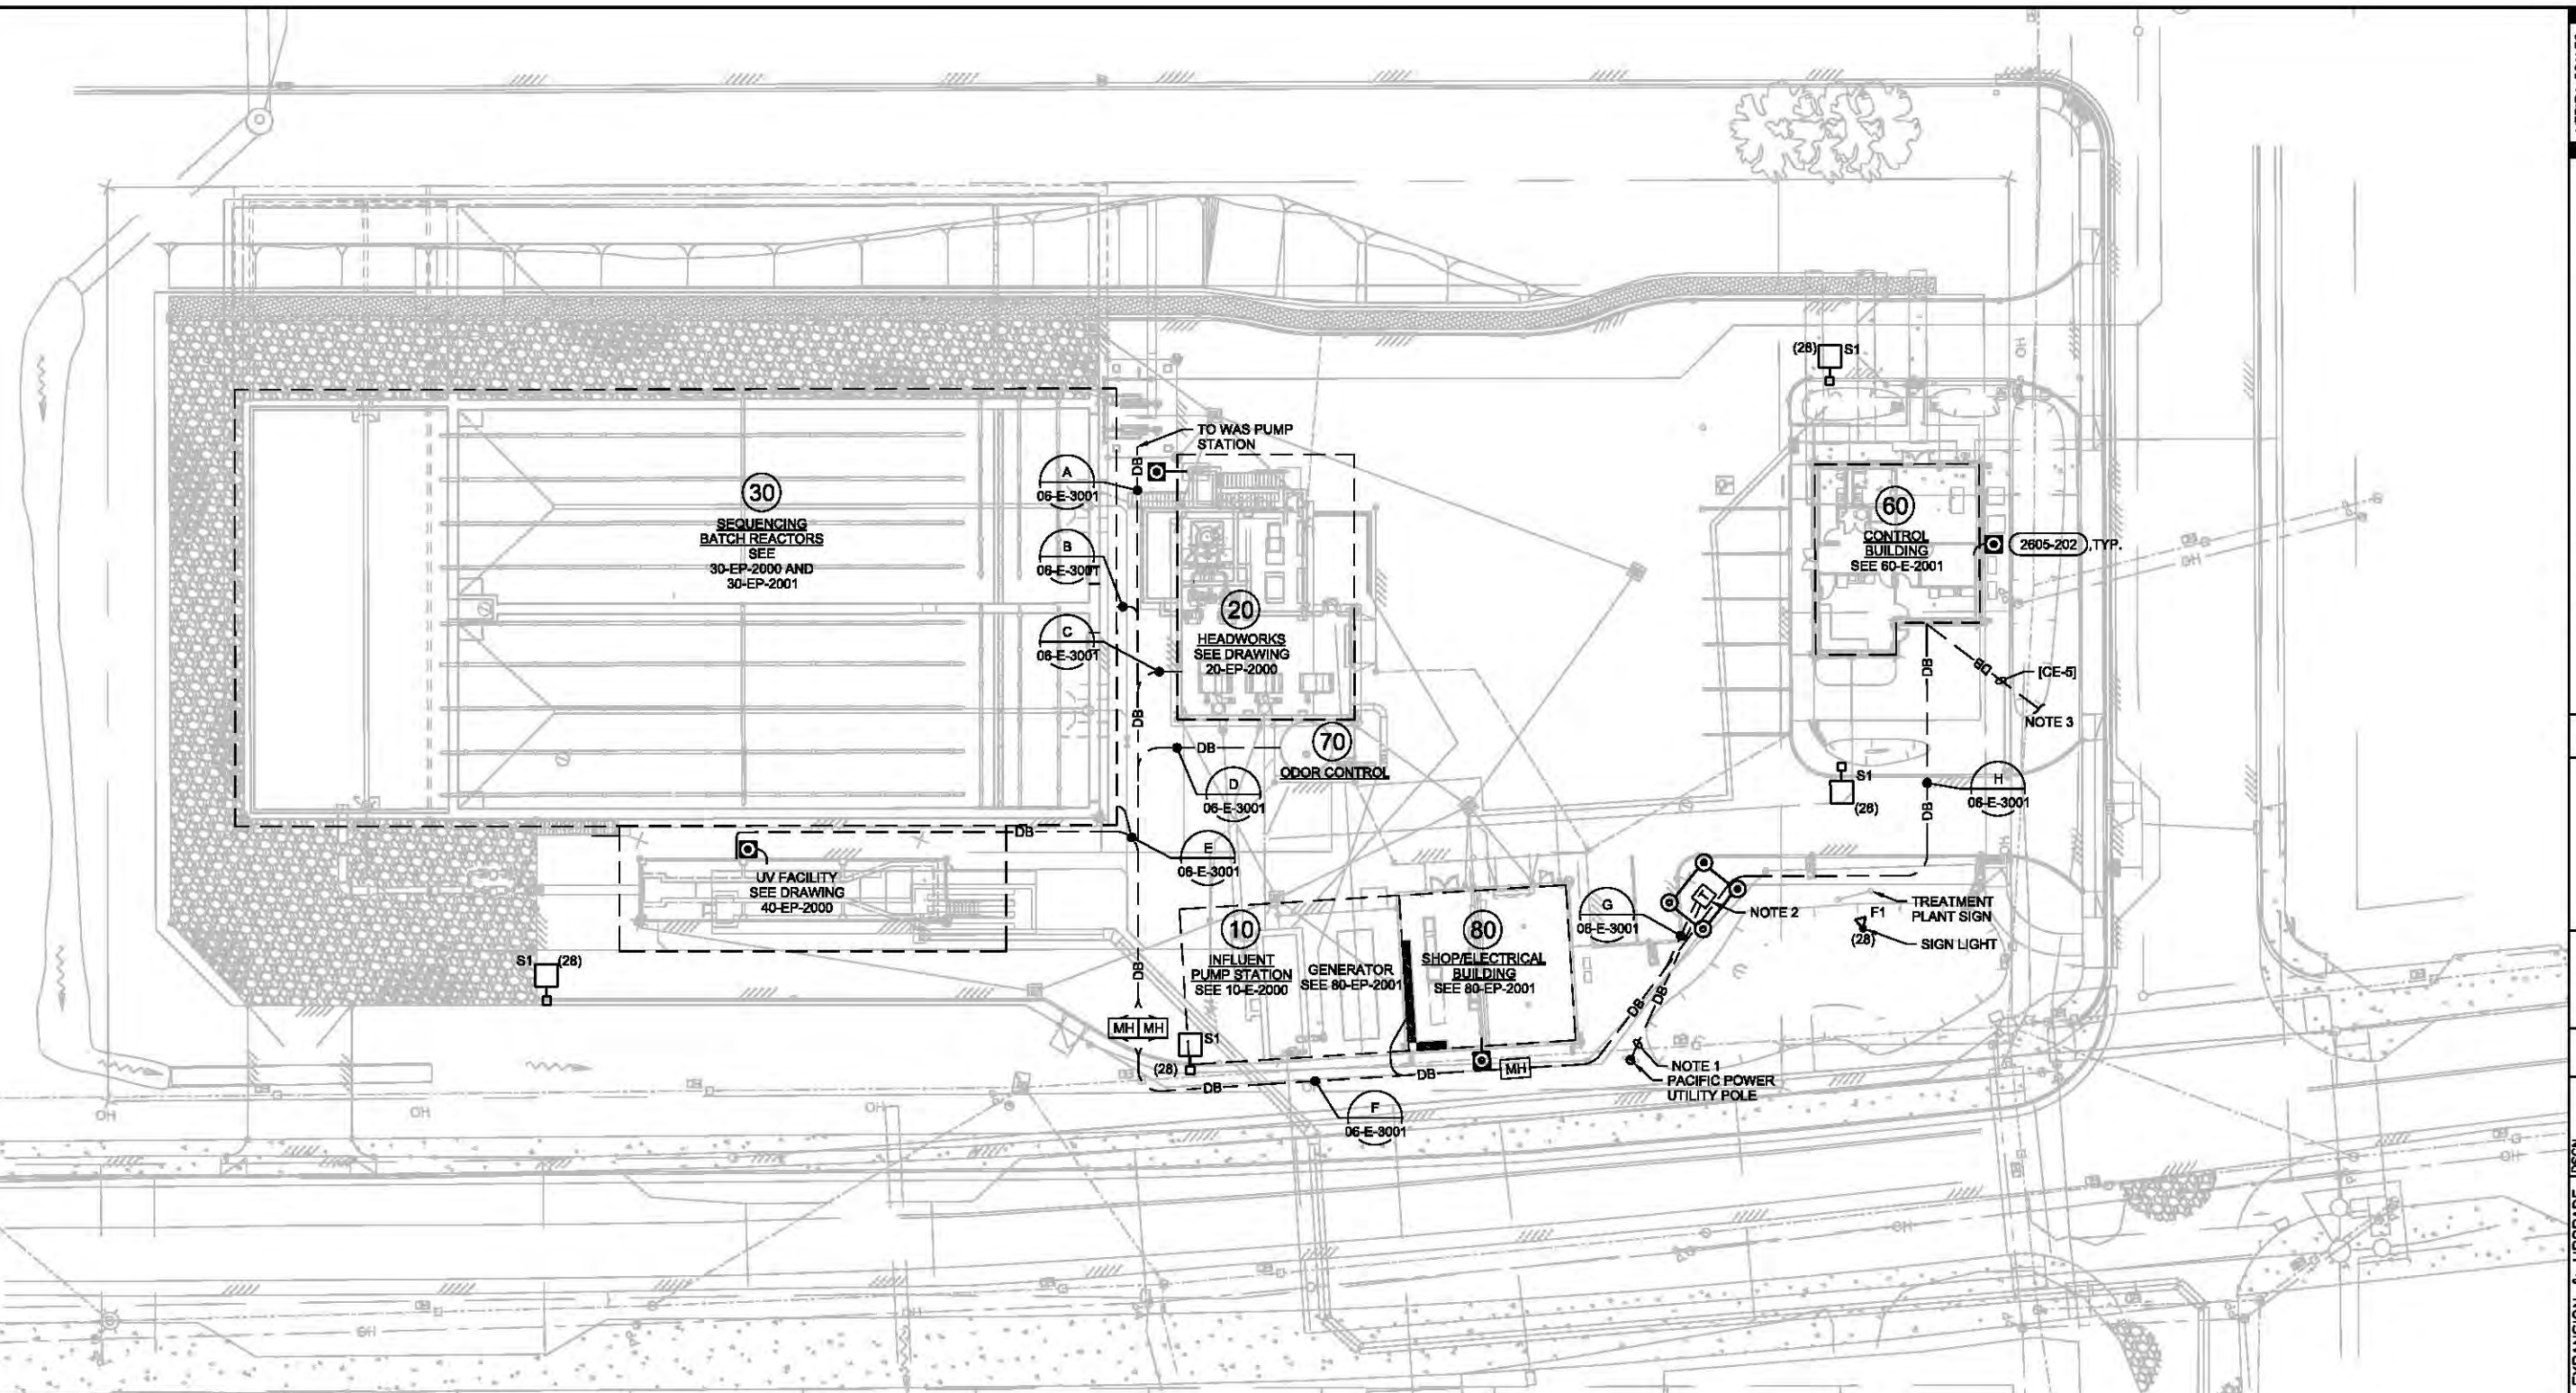 (28) S1
TO WAS PUMP
STATION
DB
A
06-E-3001
30
SEQUENCING
BATCH REACTORS
SEE
30-EP-2000 AND
30-EP-2001
B
06-E-3001
60
CONTROL
BUILDING
SEE 60-E-2001
2605-202 ,TYP.
20
HEADWORKS
SEE DRAWING
20-EP-2000
C
06-E-3001
DB
DB
[CE-5]
NOTE 3
DB
DB
70
ODOR CONTROL
D
06-E-3001
S1
(28)
H
06-E-3001
DB
DB
E
06-E-3001
UV FACILITY
SEE DRAWING
40-EP-2000
T
NOTE 2
TREATMENT
PLANT SIGN
F1
(28)
SIGN LIGHT
G
06-E-3001
10
INFLUENT
PUMP STATION
SEE 10-E-2000
GENERATOR
SEE 80-EP-2001
80
SHOP/ELECTRICAL
BUILDING
SEE 80-EP-2001
S1 (28)
DB
DB
DB
MH MH
S1
(28)
DB
DB
MH
NOTE 1
PACIFIC POWER
UTILITY POLE
F
06-E-3001
OH
OH
OH
OH
OH
OH
OH
OH
OH